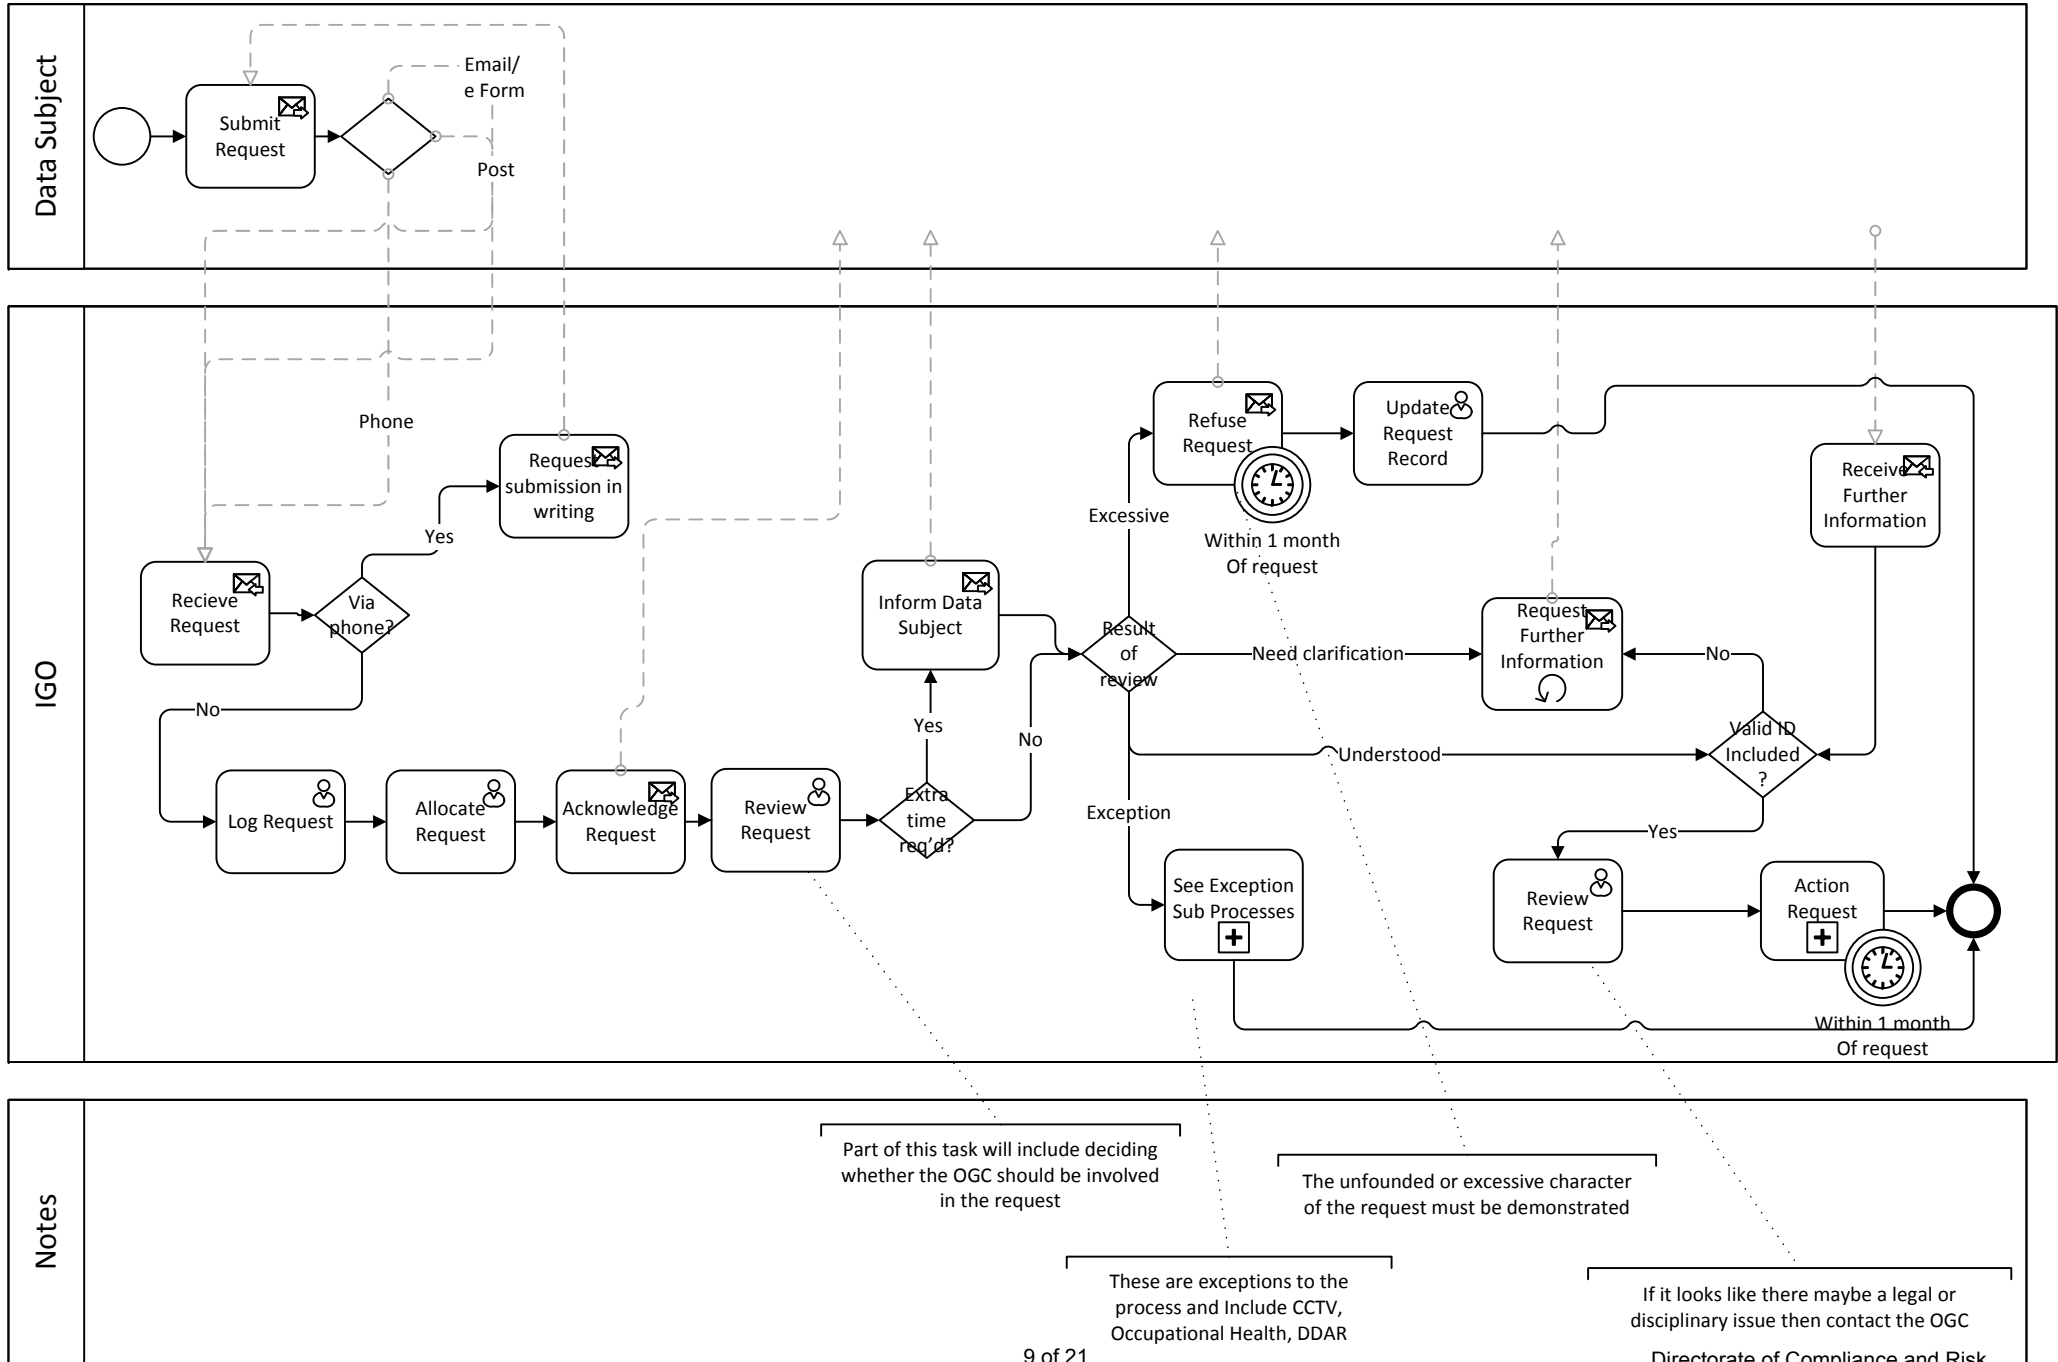 Data Subject
Email/
e Form
Submit
Request
Post
IGO
Phone
Request
submission in
writing
Yes
Recieve
Request
Via
phone?
No
Log Request
Allocate
Request
Acknowledge
Request
Review
Request
Extra
time
req'd?
Yes
No
Inform Data
Subject
Result
of
review
Excessive
Refuse
Request
Within 1 month
Of request
Update
Request
Record
Need clarification
Request
Further
Information
Receive
Further
Information
No
Valid ID
Included
?
Understood
Exception
See Exception
Sub Processes
Yes
Review
Request
Action
Request
Within 1 month
Of request
Notes
Part of this task will include deciding
whether the OGC should be involved
in the request
The unfounded or excessive character
of the request must be demonstrated
These are exceptions to the
process and Include CCTV,
Occupational Health, DDAR
If it looks like there maybe a legal or
disciplinary issue then contact the OGC
9 of 21
Directorate of Compliance and Risk